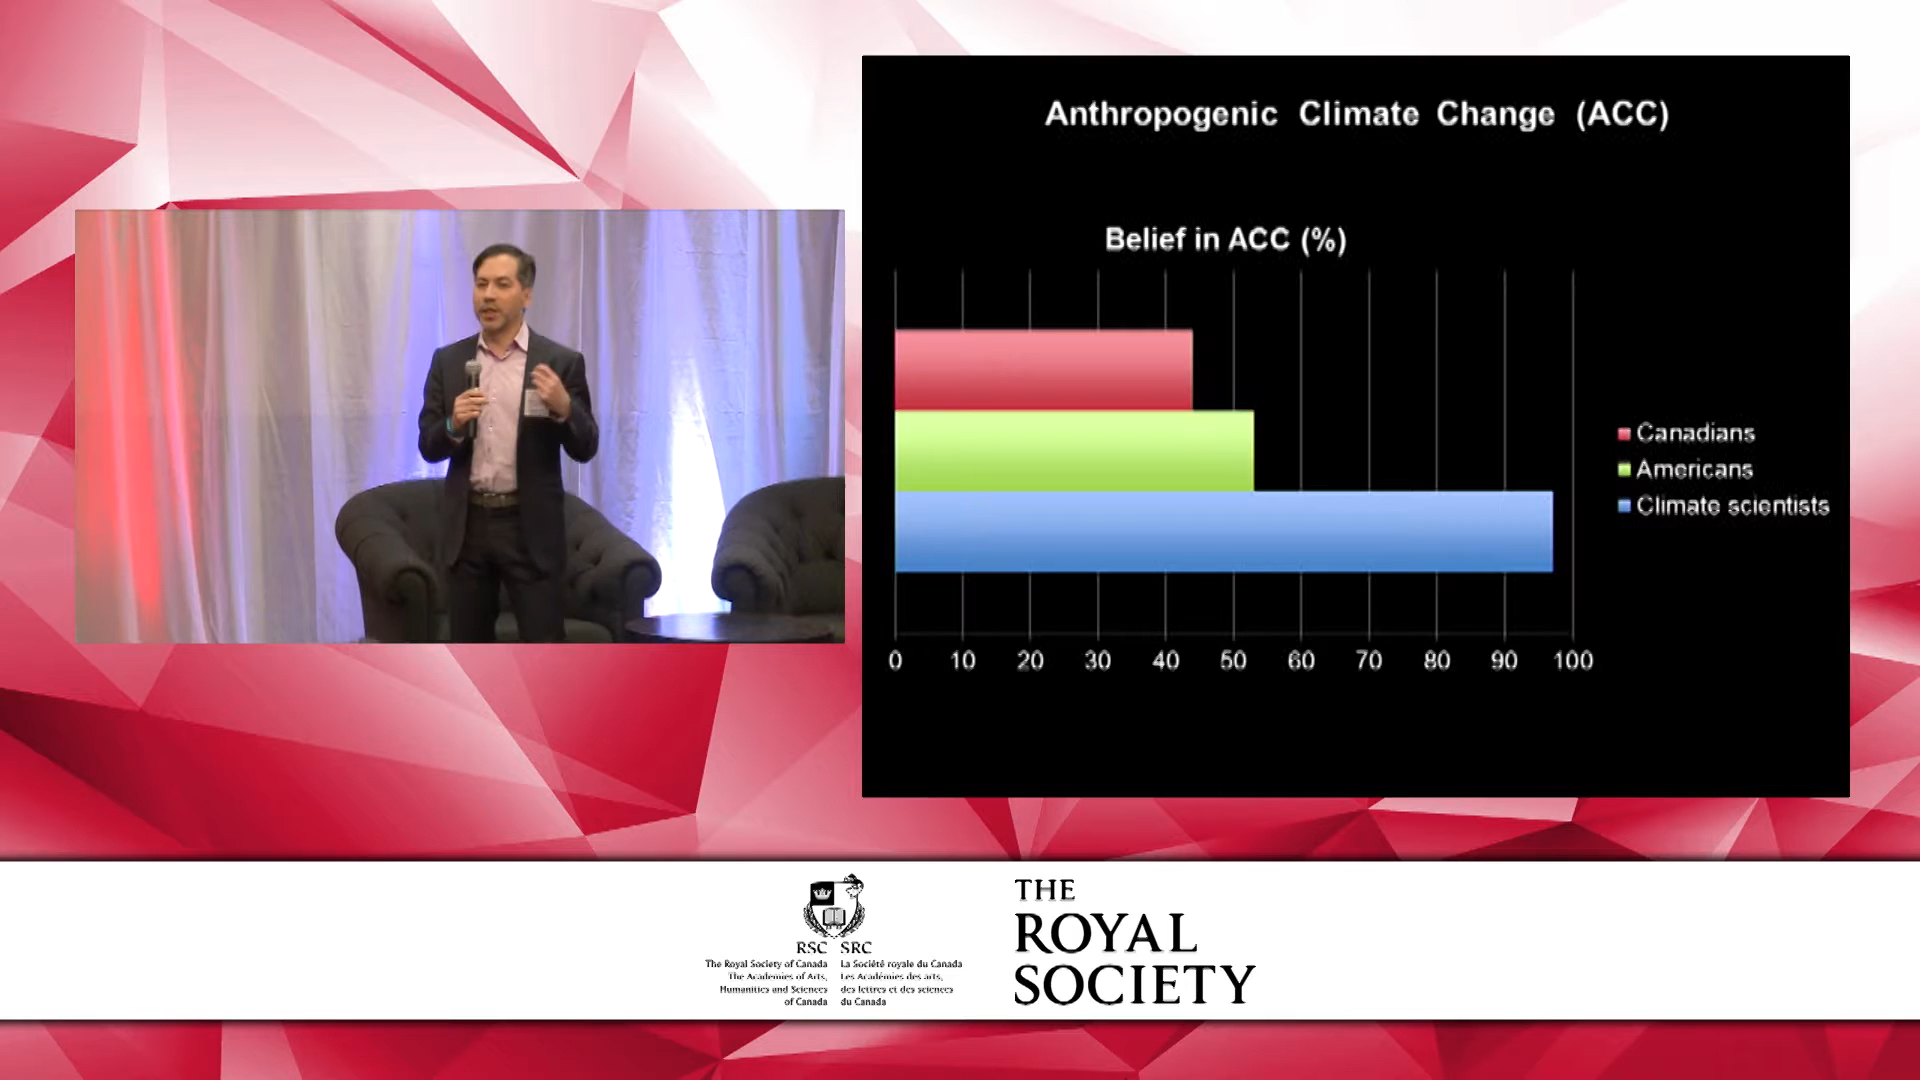 Anthropogenic Climate Change (ACC)
Belief in ACC (%)
0 10 20 30 40 50 60 70 80 90 100
Canadians
Americans
Climate scientists
RSC SRC
The Royal Society of Canada
The Academies of Arts,
Humanities and Sciences
of Canada
La Société royale du Canada
Les Académies des arts,
des lettres et des sciences
du Canada
THE
ROYAL
SOCIETY